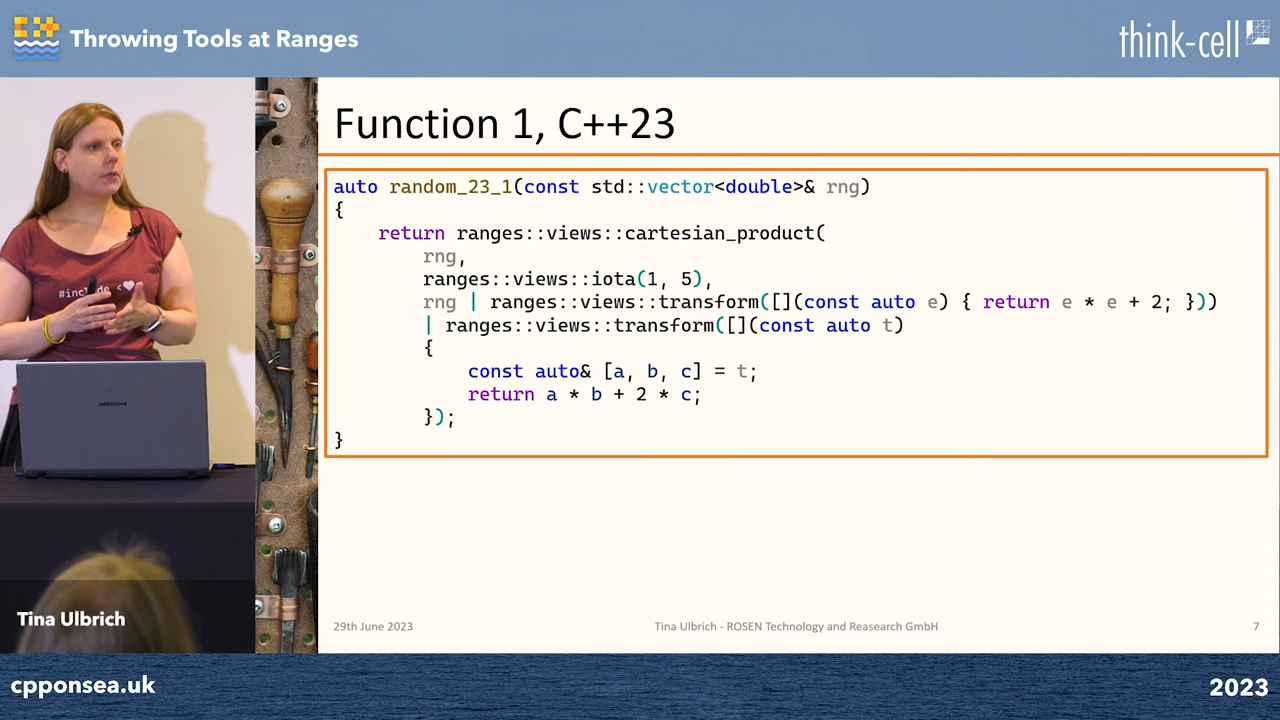 Throwing Tools at Ranges
think-cell
Function 1, C++23
auto random_23_1(const std::vector<double>& rng)
{
    return ranges::views::cartesian_product(
        rng,
        ranges::views::iota(1, 5),
        rng | ranges::views::transform([](const auto e) { return e * e + 2; }))
        | ranges::views::transform([](const auto t)
        {
            const auto& [a, b, c] = t;
            return a * b + 2 * c;
        });
}
#include <❤
MEDION
Tina Ulbrich
29th June 2023
Tina Ulbrich - ROSEN Technology and Reasearch GmbH
7
cpponsea.uk
2023